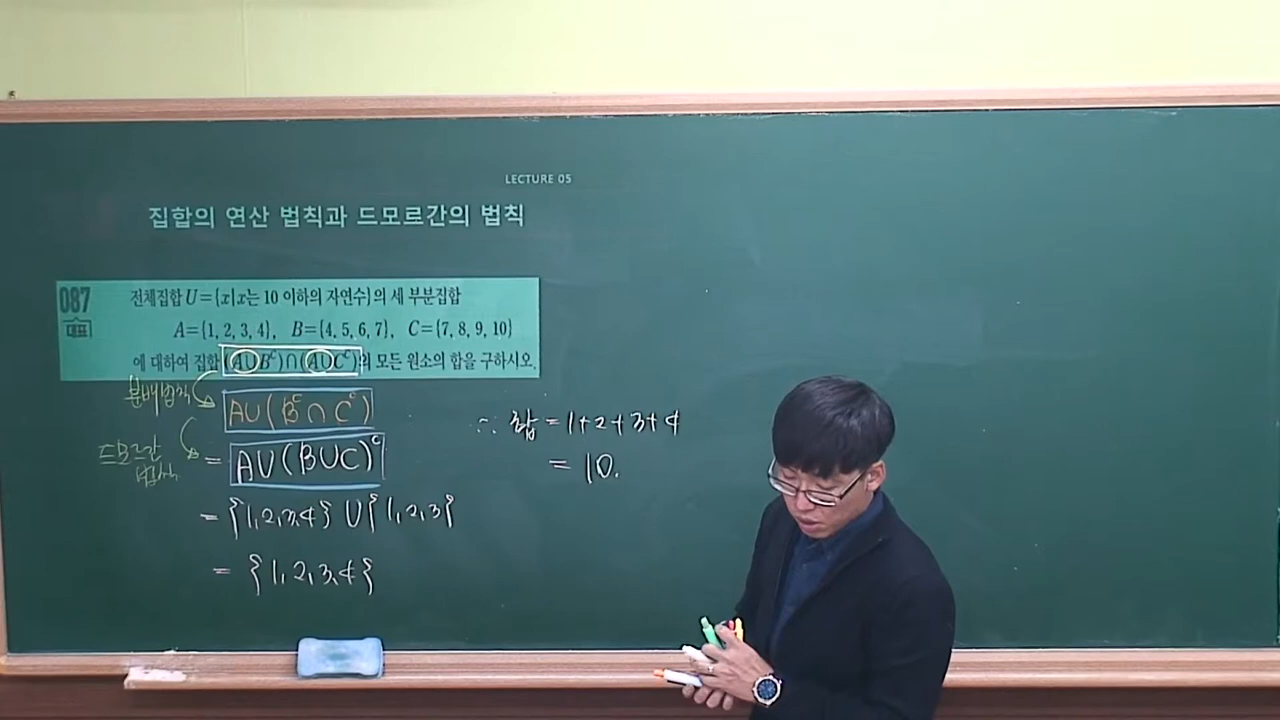 LECTURE 05
집합의 연산 법칙과 드모르간의 법칙
087
대표
전체집합 U={x|x는 10 이하의 자연수}의 세 부분집합
A={1, 2, 3, 4}, B={4, 5, 6, 7}, C={7, 8, 9, 10}
에 대하여 집합 (A∪B^C)∩(A∪C^C)의 모든 원소의 합을 구하시오.
분배법칙
A∪(B^C∩C^C)
드모르간
법칙
= A∪(B∪C)^C
= {1,2,3,4} ∪ {1,2,3}
= {1,2,3,4}
∴ 합 = 1+2+3+4
= 10.